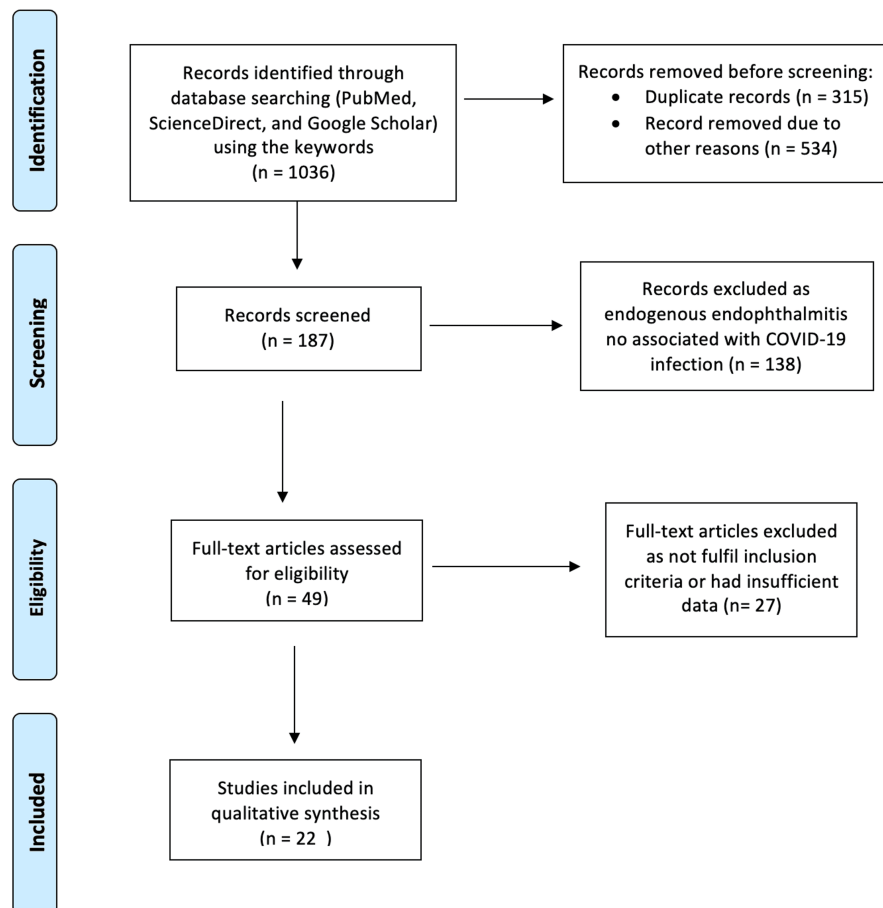 Identification
Records identified through
database searching (PubMed,
ScienceDirect, and Google Scholar)
using the keywords
(n = 1036)
Records removed before screening:
• Duplicate records (n = 315)
• Record removed due to
other reasons (n = 534)
Screening
Records screened
(n = 187)
Records excluded as
endogenous endophthalmitis
no associated with COVID-19
infection (n = 138)
Eligibility
Full-text articles assessed
for eligibility
(n = 49)
Full-text articles excluded
as not fulfil inclusion
criteria or had insufficient
data (n= 27)
Included
Studies included in
qualitative synthesis
(n = 22 )